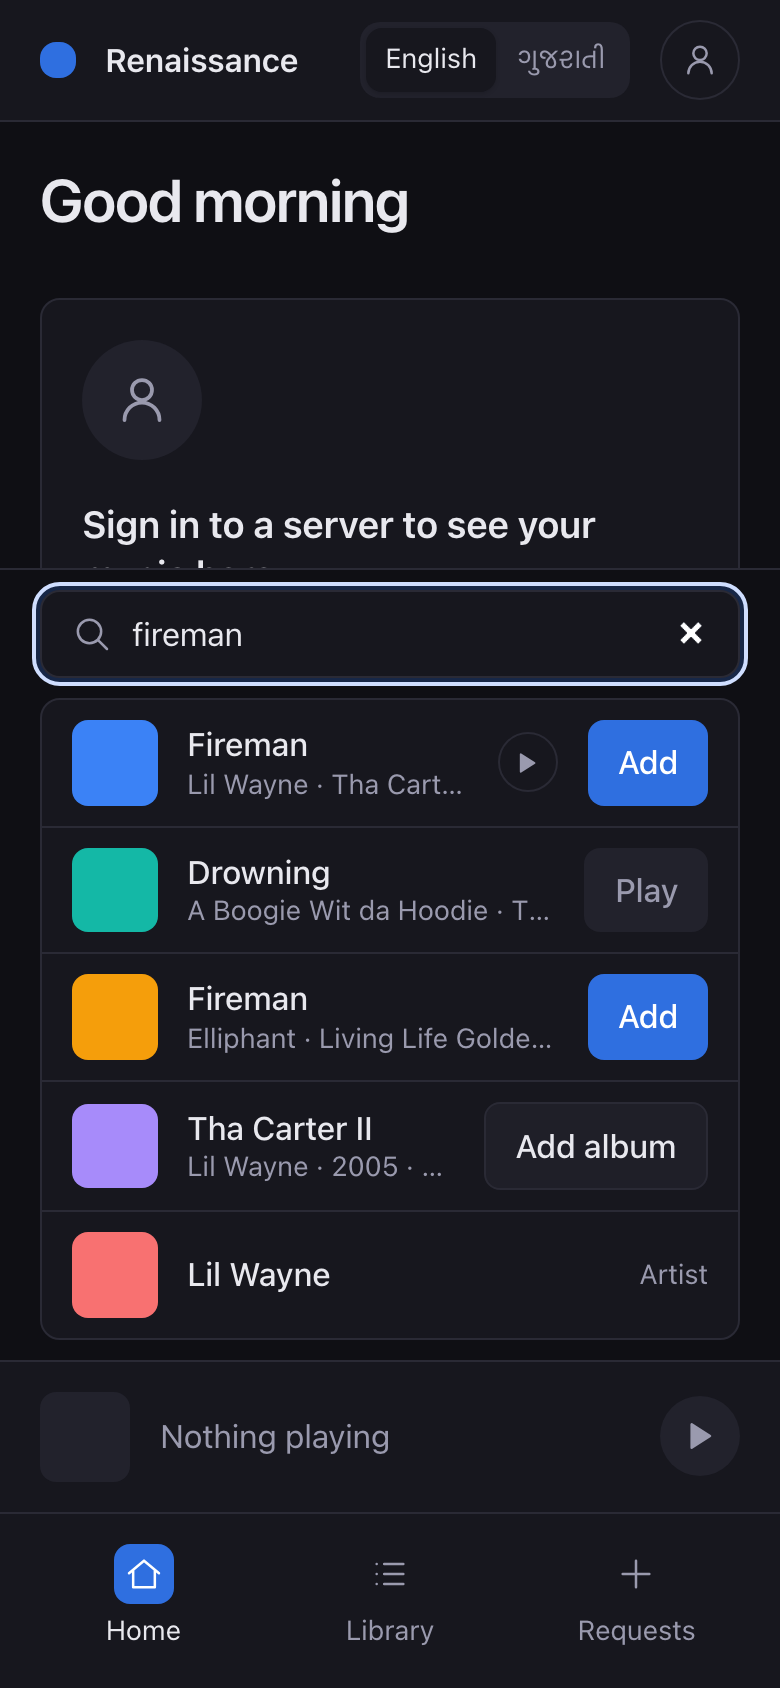 Renaissance
English
ગુજરાતી
Good morning
Sign in to a server to see your
fireman
Fireman
Lil Wayne · Tha Cart...
Add
Drowning
A Boogie Wit da Hoodie · T...
Play
Fireman
Elliphant · Living Life Golde...
Add
Tha Carter II
Lil Wayne · 2005 · ...
Add album
Lil Wayne
Artist
Nothing playing
Home
Library
Requests